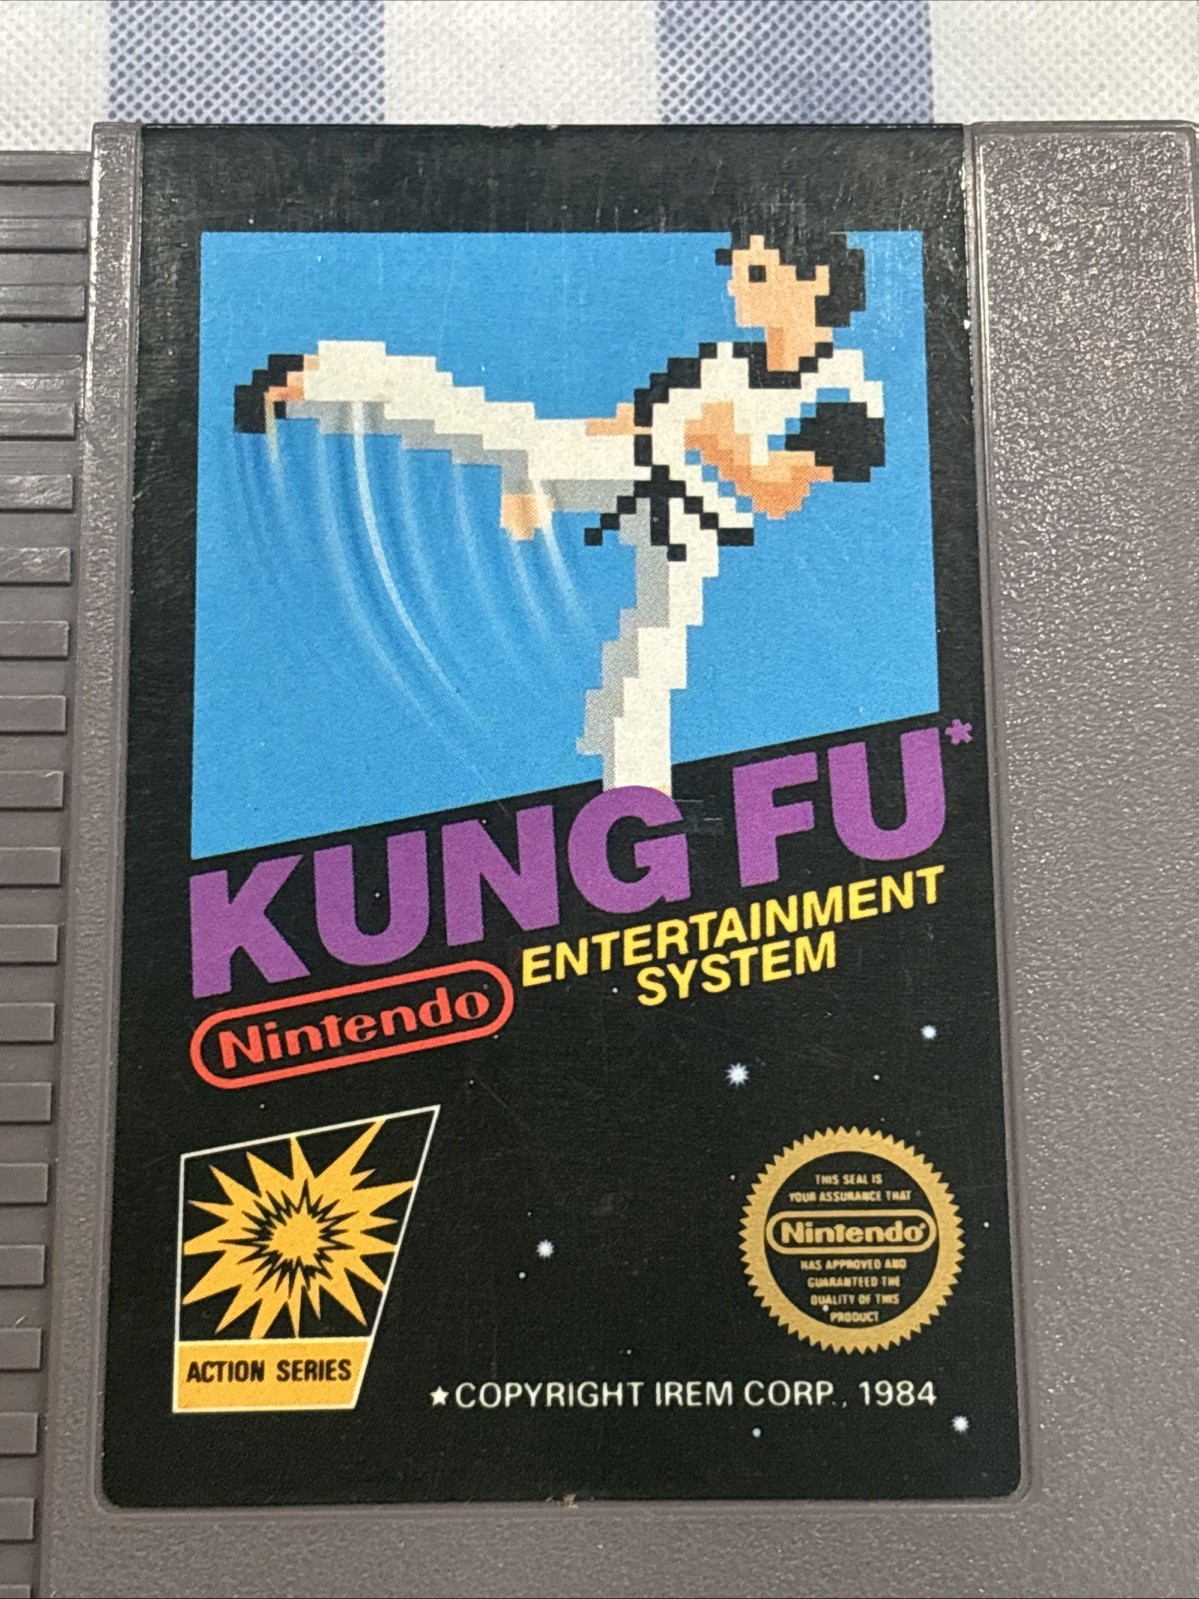 KUNG FU*
ENTERTAINMENT
SYSTEM
Nintendo
ACTION SERIES
THIS SEAL IS
YOUR ASSURANCE THAT
Nintendo®
HAS APPROVED AND
GUARANTEED THE
QUALITY OF THIS
PRODUCT
★COPYRIGHT IREM CORP., 1984